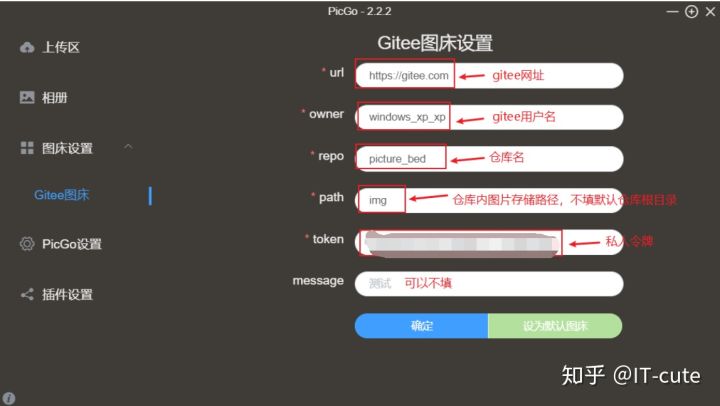 PicGo - 2.2.2
上传区
相册
图床设置
Gitee图床
PicGo设置
插件设置
Gitee图床设置
* url https://gitee.com gitee网址
* owner windows_xp_xp gitee用户名
* repo picture_bed 仓库名
* path img 仓库内图片存储路径，不填默认仓库根目录
* token 私人令牌
message 测试 可以不填
确定 设为默认图床
知乎 @IT-cute